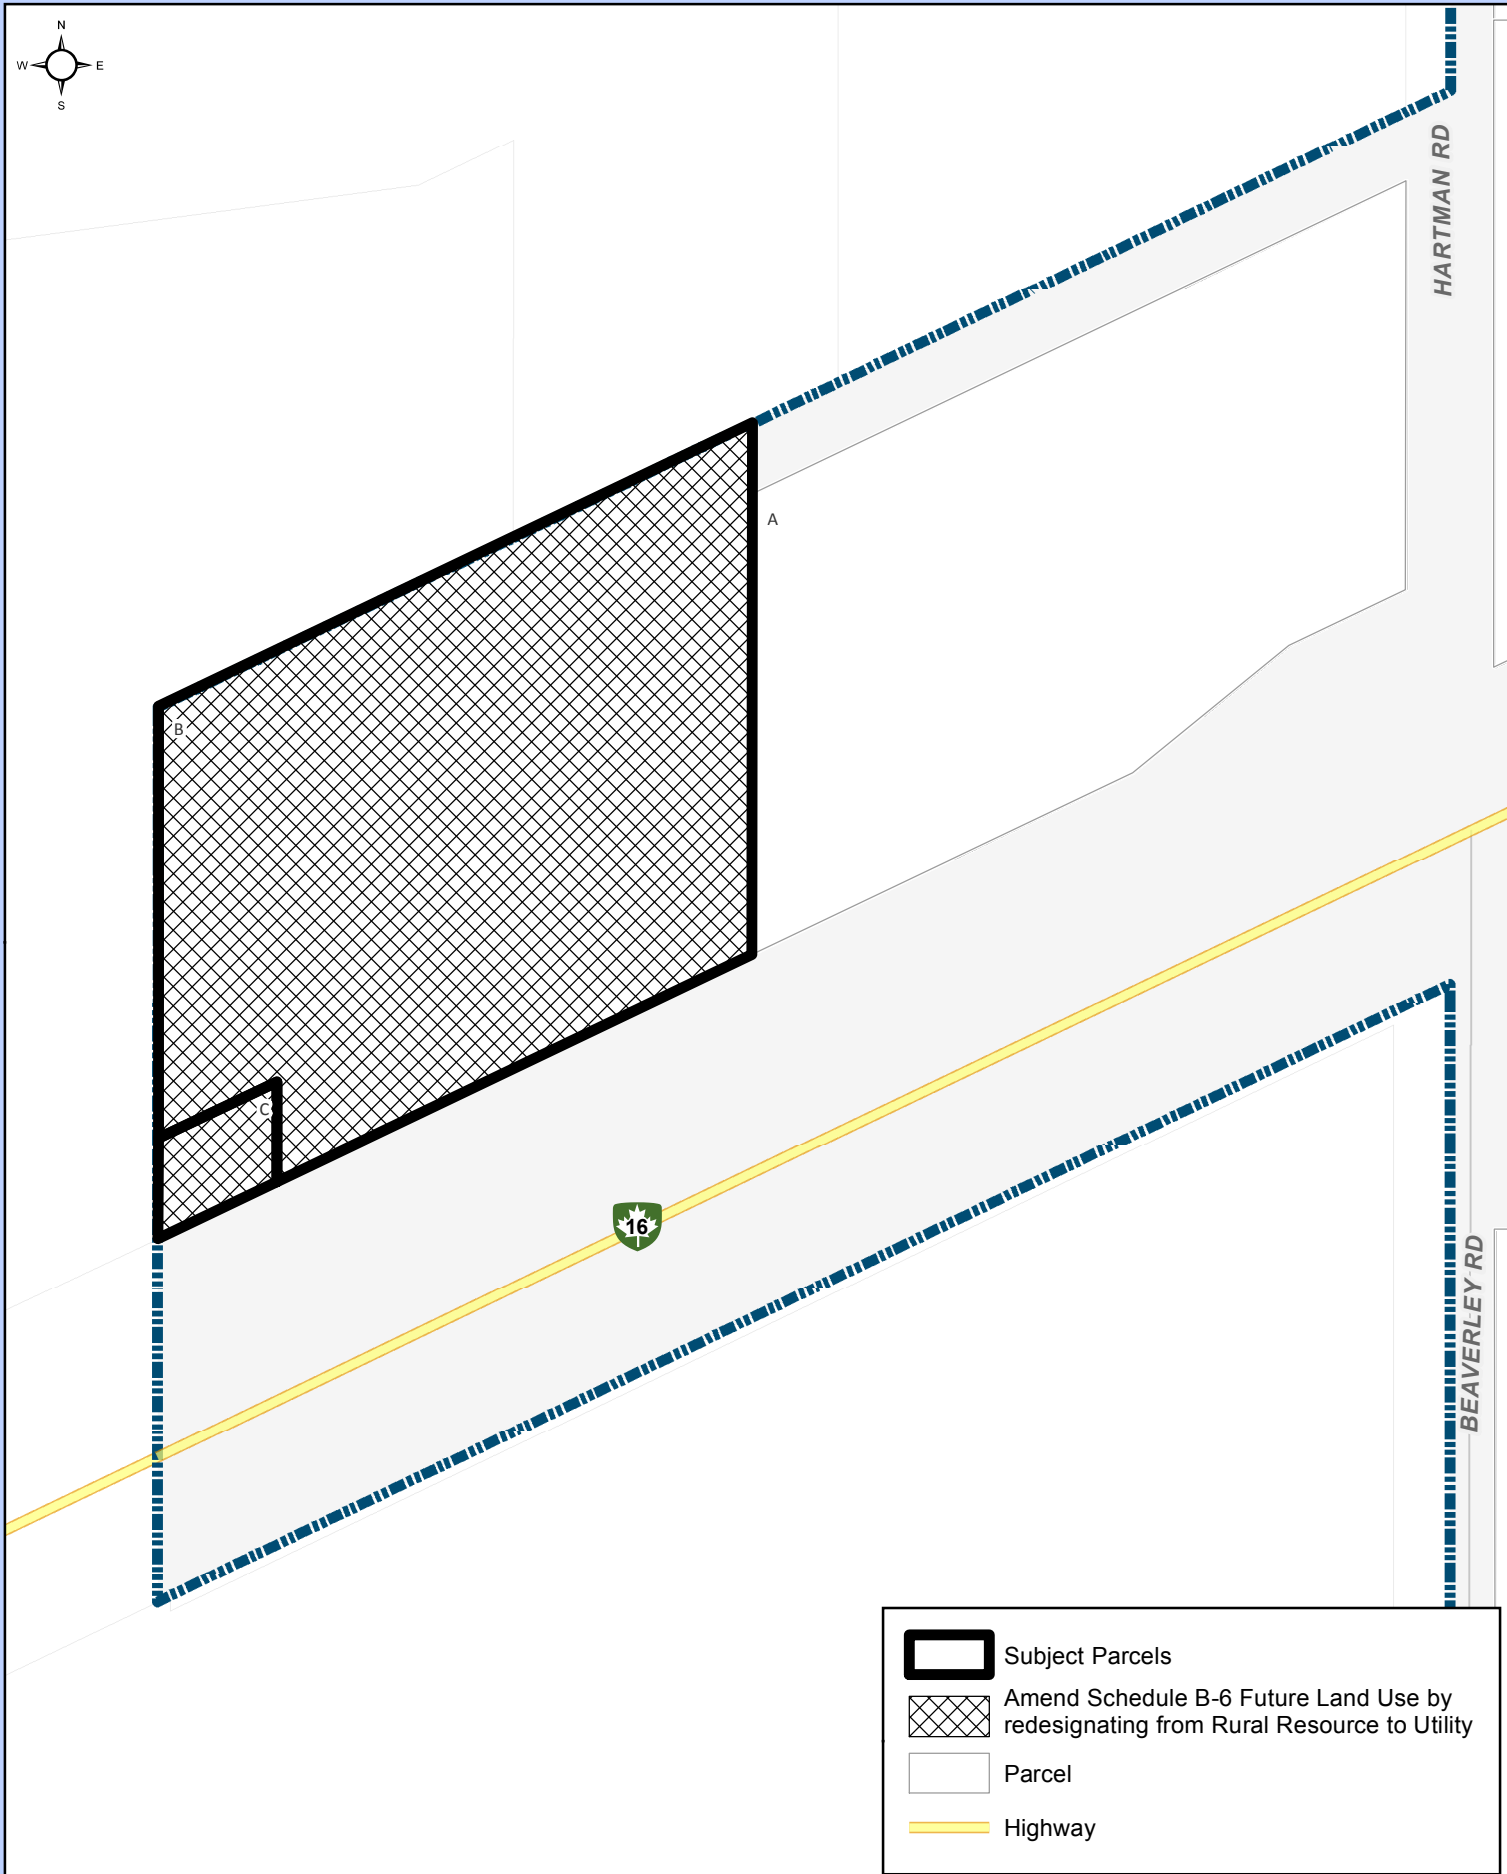 N
W E
S
HARTMAN RD
A
B
C
16
BEAVERLEY RD
Subject Parcels
Amend Schedule B-6 Future Land Use by
redesignating from Rural Resource to Utility
Parcel
Highway